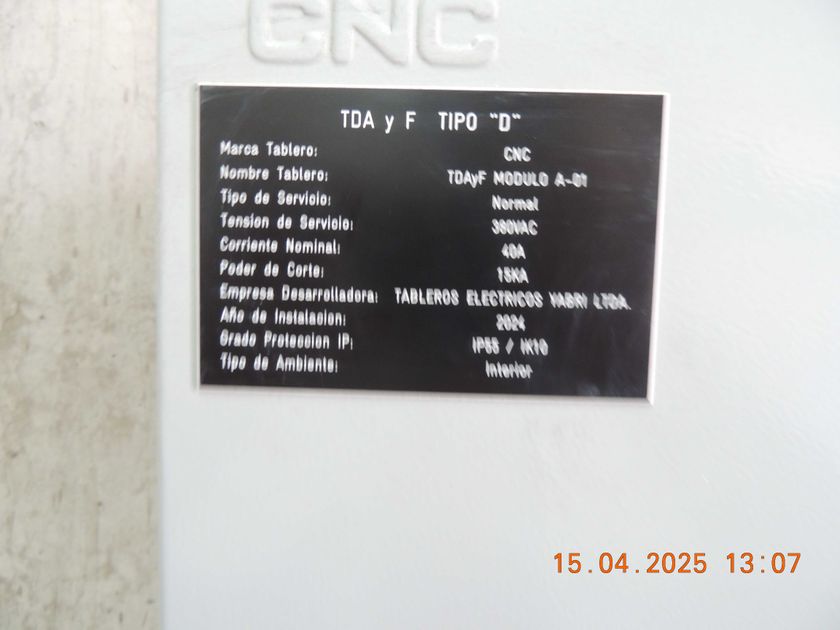 CNC
TDA y F TIPO "D"
Marca Tablero: CNC
Nombre Tablero: TDAyF MODULO A-01
Tipo de Servicio: Normal
Tension de Servicio: 380VAC
Corriente Nominal: 40A
Poder de Corte: 15KA
Empresa Desarrolladora: TABLEROS ELECTRICOS YABRI LTDA.
Año de Instalacion: 2024
Grado Proteccion IP: IP55 / IK10
Tipo de Ambiente: Interior
15.04.2025 13:07